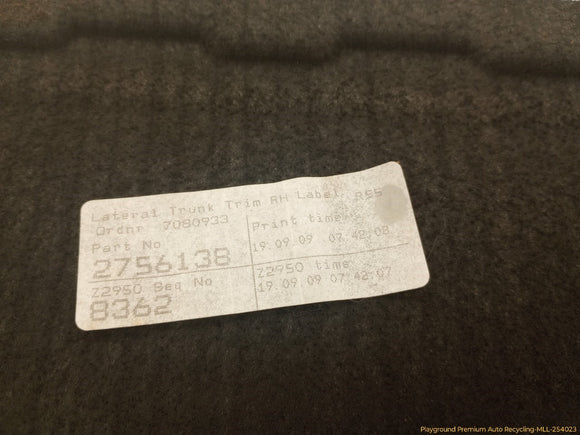 Lateral Trunk Trim RH Label R55
Ordnr 7080933
Part No
2756138
Print time
19.09.09 07.42.08
Z2950 Seq No
8362
Z2950 time
19.09.09 07.42.07
Playground Premium Auto Recycling-MLL-254023